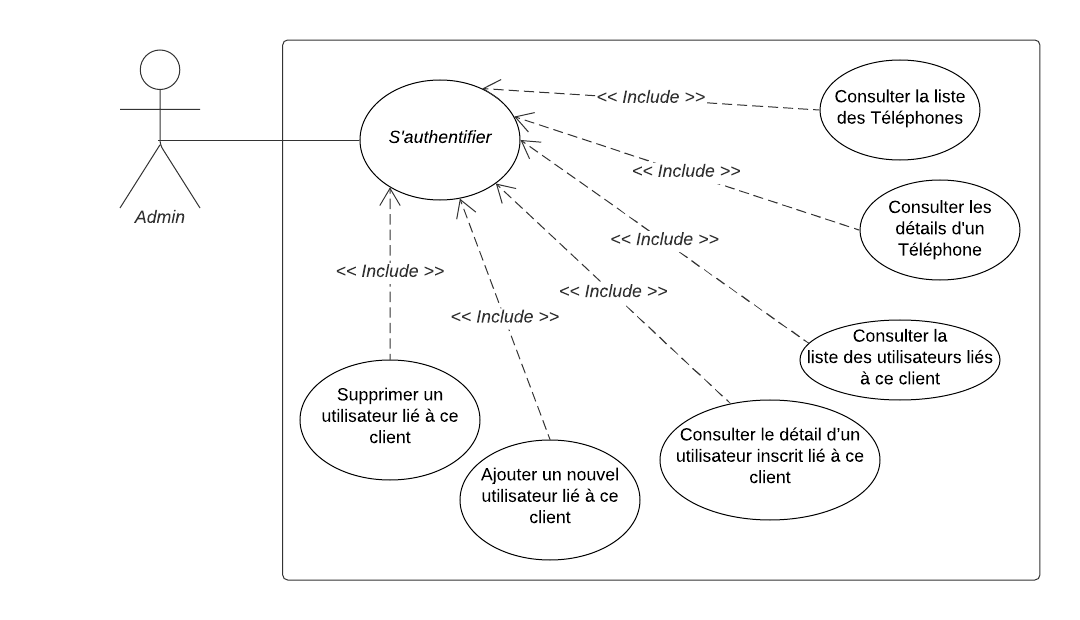 << Include >>
Consulter la liste
des Téléphones
S'authentifier
<< Include >>
Admin
Consulter les
détails d'un
Téléphone
<< Include >>
<< Include >>
<< Include >>
<< Include >>
Consulter la
liste des utilisateurs liés
à ce client
Supprimer un
utilisateur lié à ce
client
Consulter le détail d'un
utilisateur inscrit lié à ce
client
Ajouter un nouvel
utilisateur lié à ce
client